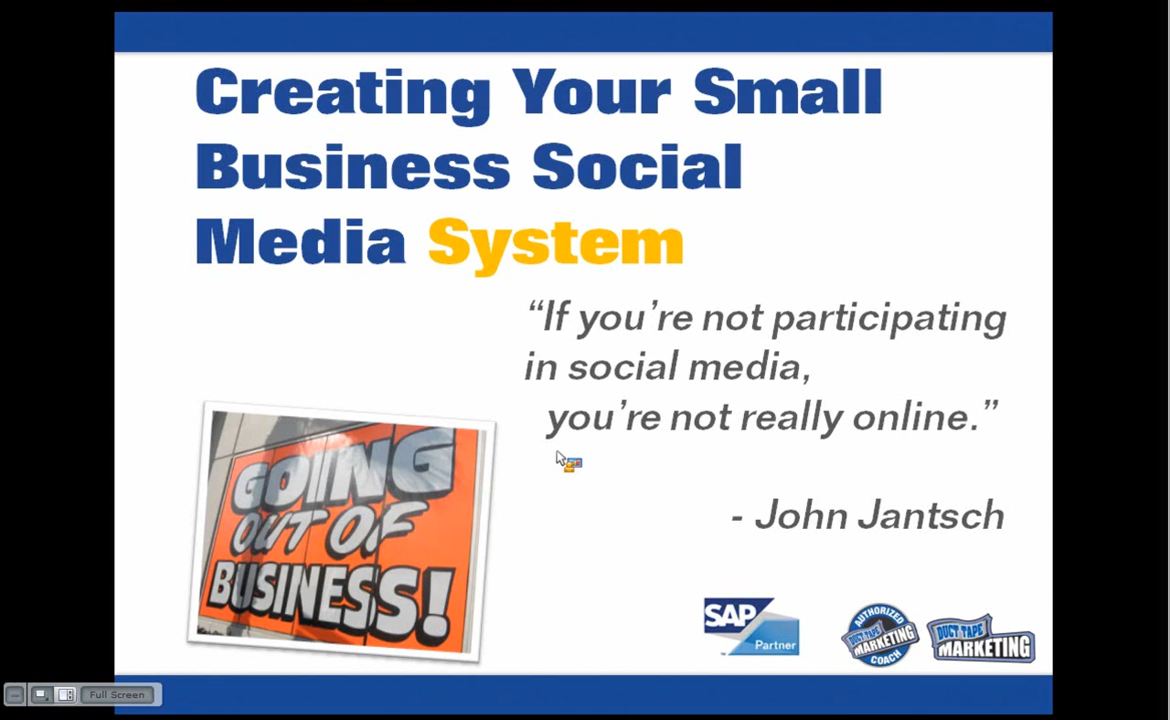 Creating Your Small
Business Social
Media System
“If you’re not participating
in social media,
you’re not really online.”
- John Jantsch
GOING
OUT OF
BUSINESS!
SAP
Partner
AUTHORIZED
DUCT TAPE
MARKETING
COACH
DUCT TAPE
MARKETING
Full Screen